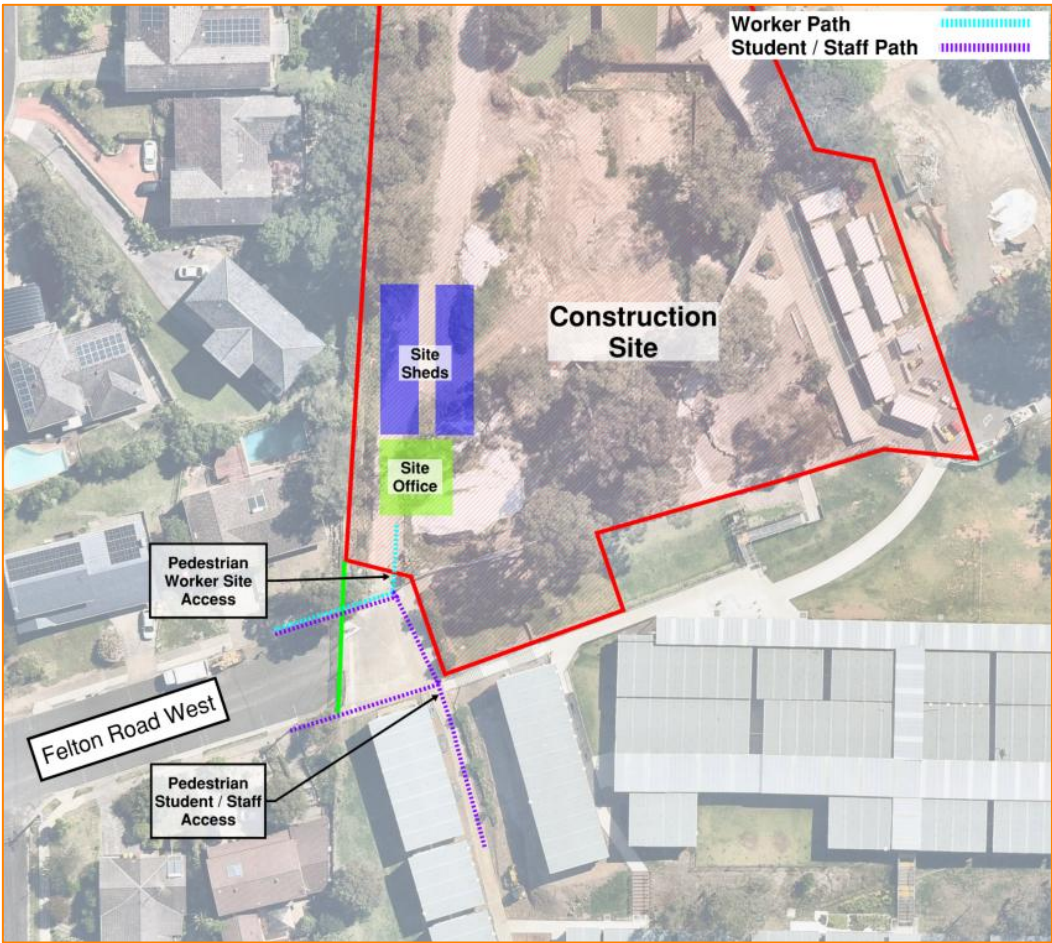 Worker Path
Student / Staff Path
Construction
Site
Site
Sheds
Site
Office
Pedestrian
Worker Site
Access
Felton Road West
Pedestrian
Student / Staff
Access